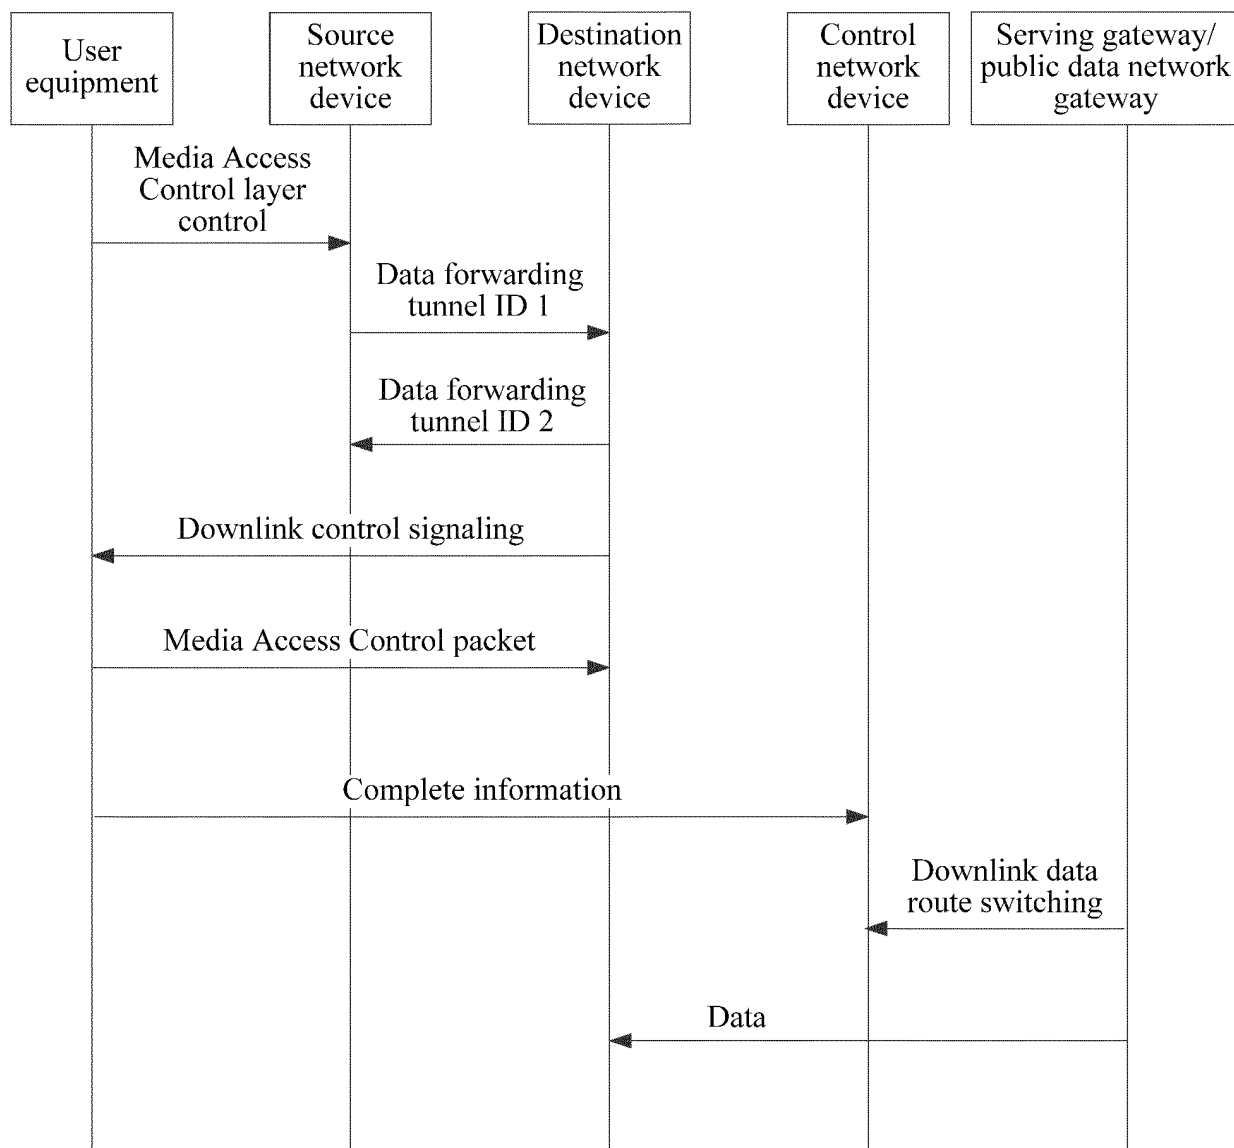 User
equipment
Source
network
device
Destination
network
device
Control
network
device
Serving gateway/
public data network
gateway
Media Access
Control layer
control
Data forwarding
tunnel ID 1
Data forwarding
tunnel ID 2
Downlink control signaling
Media Access Control packet
Complete information
Downlink data
route switching
Data